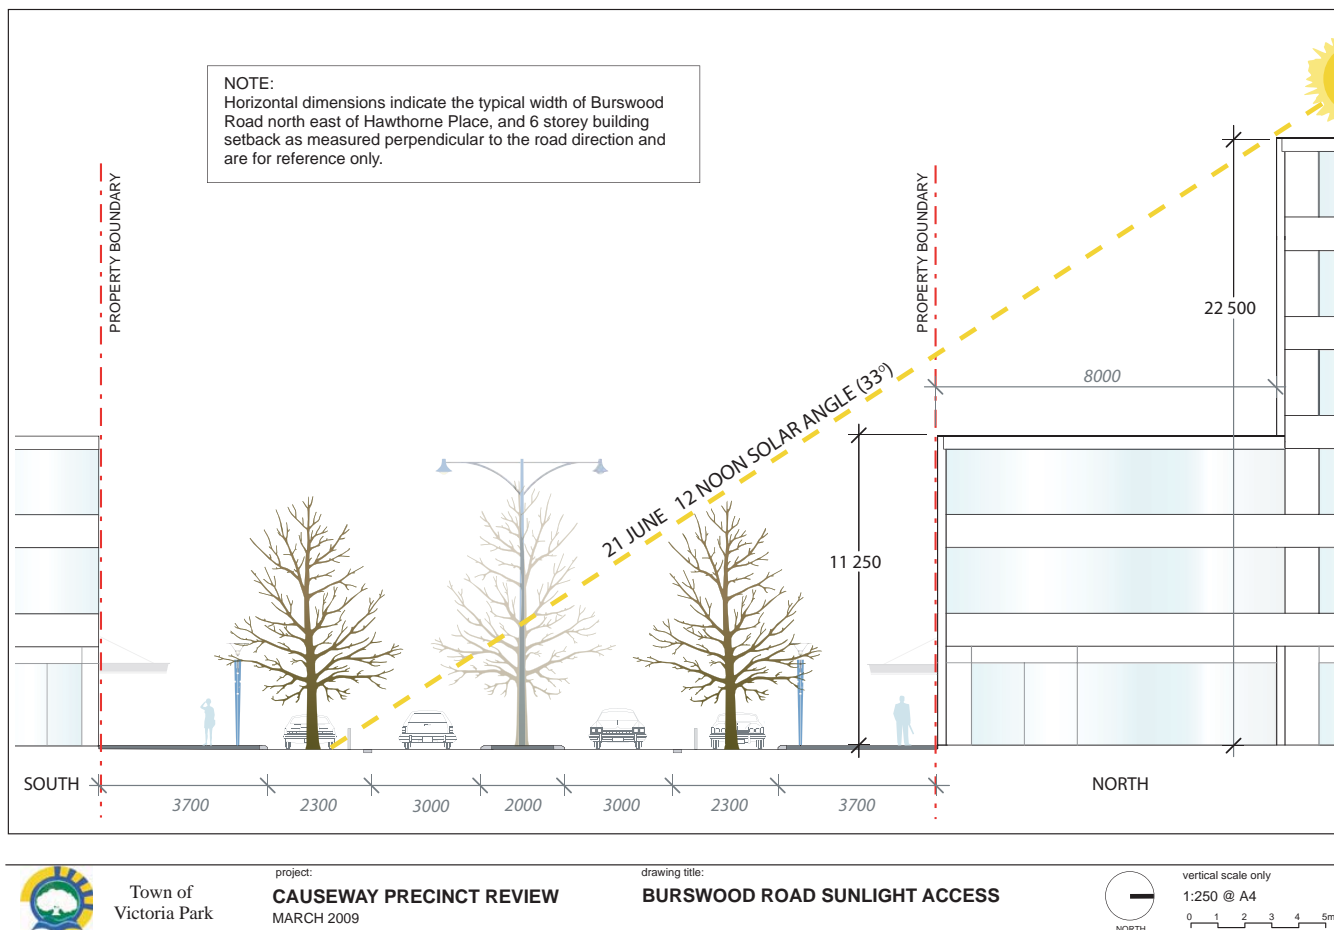 NOTE:
Horizontal dimensions indicate the typical width of Burswood
Road north east of Hawthorne Place, and 6 storey building
setback as measured perpendicular to the road direction and
are for reference only.
PROPERTY BOUNDARY
PROPERTY BOUNDARY
22 500
8000
21 JUNE 12 NOON SOLAR ANGLE (33°)
11 250
SOUTH
NORTH
3700
2300
3000
2000
3000
2300
3700
Town of
Victoria Park
project:
CAUSEWAY PRECINCT REVIEW
MARCH 2009
drawing title:
BURSWOOD ROAD SUNLIGHT ACCESS
NORTH
vertical scale only
1:250 @ A4
0 1 2 3 4 5m